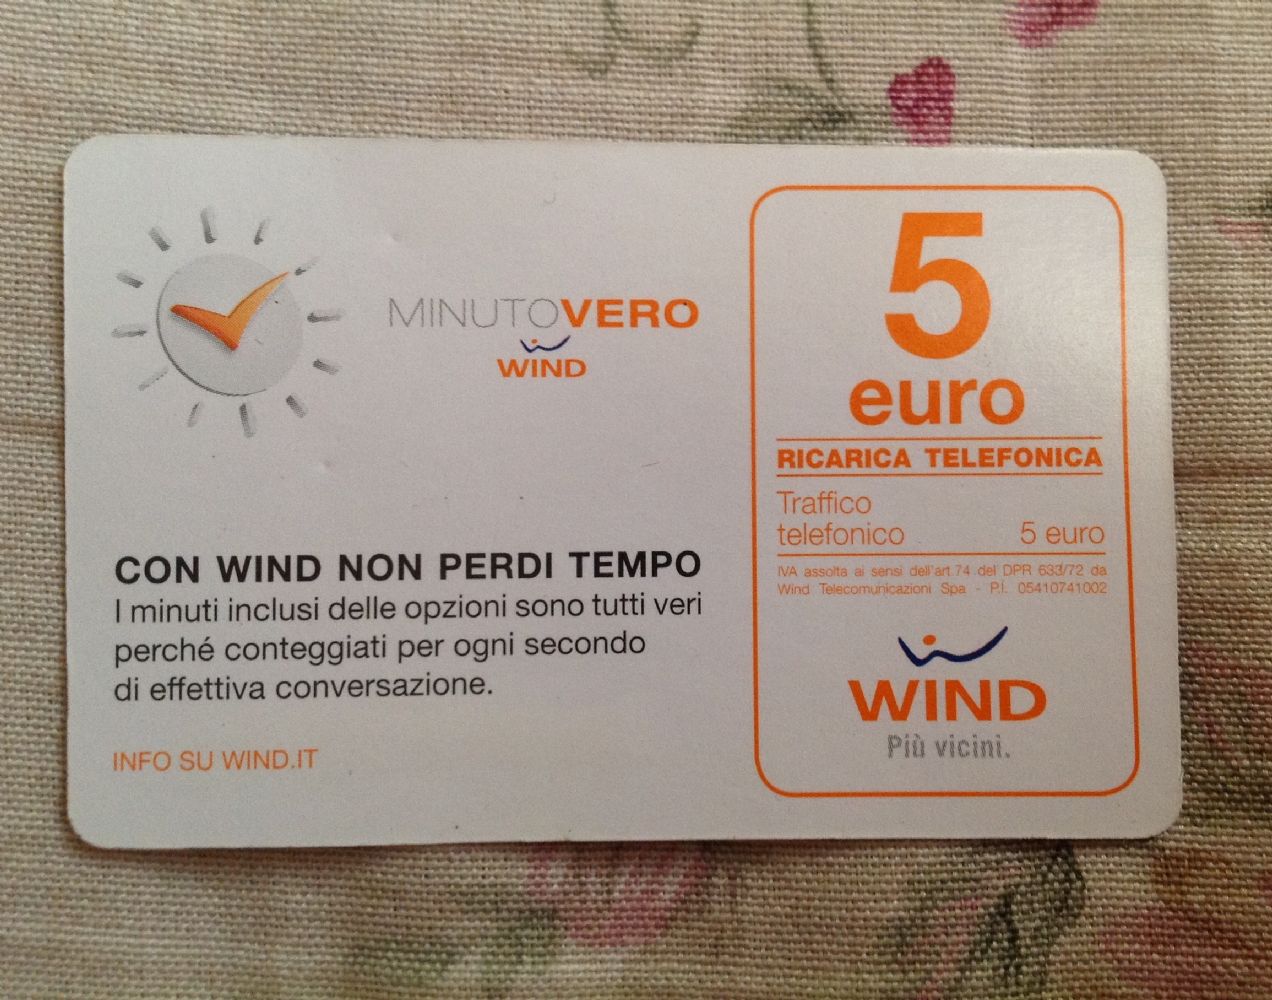 MINUTOVERO
WIND
CON WIND NON PERDI TEMPO
I minuti inclusi delle opzioni sono tutti veri
perché conteggiati per ogni secondo
di effettiva conversazione.
INFO SU WIND.IT
5
euro
RICARICA TELEFONICA
Traffico
telefonico 5 euro
IVA assolta ai sensi dell'art.74 del DPR 633/72 da
Wind Telecomunicazioni Spa - P.I. 05410741002
WIND
Più vicini.